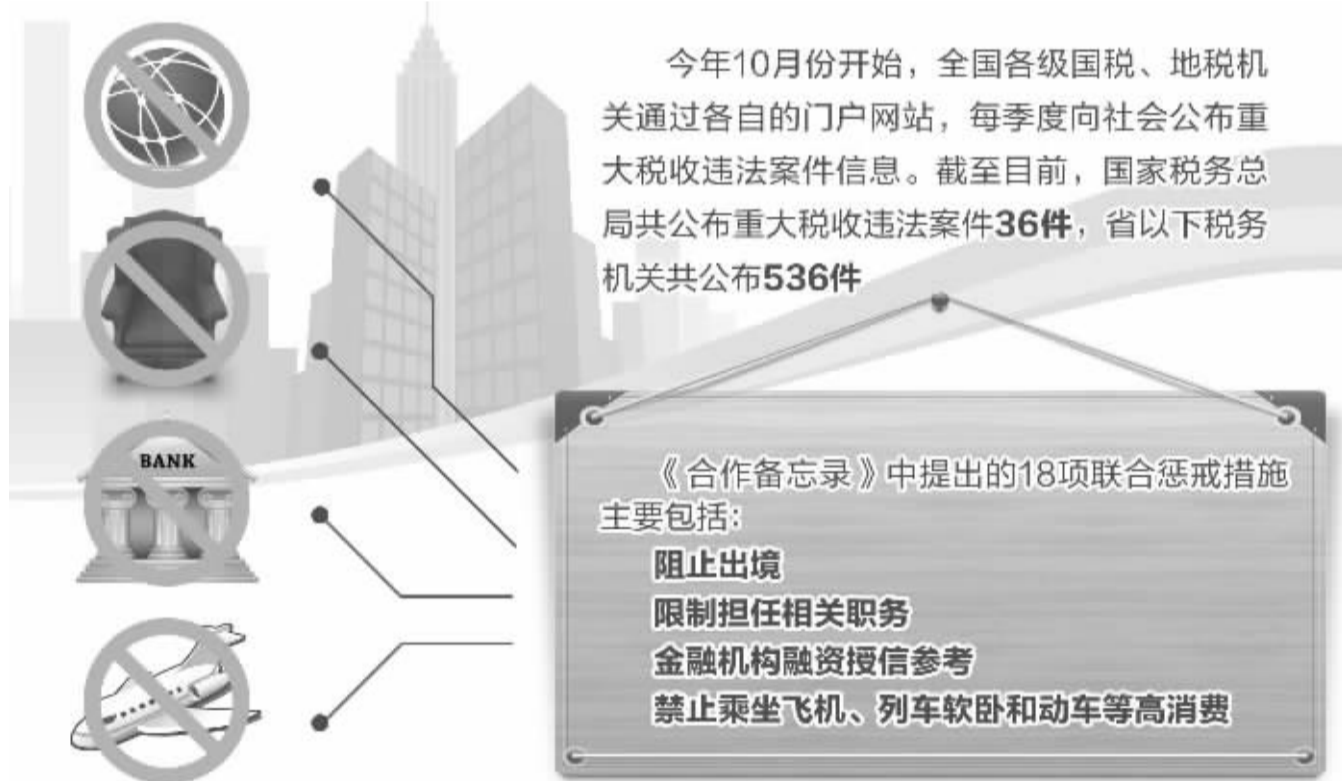 今年10月份开始，全国各级国税、地税机
关通过各自的门户网站，每季度向社会公布重
大税收违法案件信息。截至目前，国家税务总
局共公布重大税收违法案件36件，省以下税务
机关共公布536件
BANK
《合作备忘录》中提出的18项联合惩戒措施
主要包括：
阻止出境
限制担任相关职务
金融机构融资授信参考
禁止乘坐飞机、列车软卧和动车等高消费